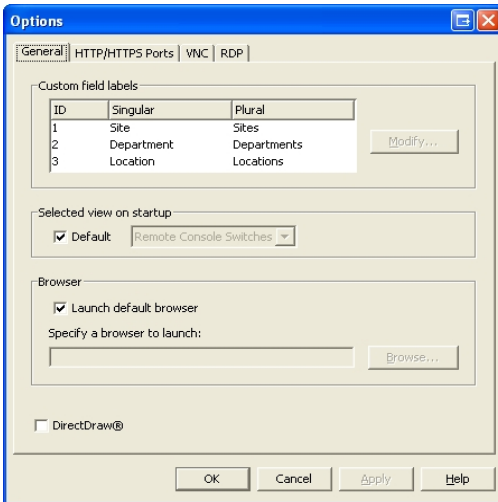 Options
General HTTP/HTTPS Ports VNC RDP
Custom field labels
ID Singular Plural
1 Site Sites
2 Department Departments
3 Location Locations
Modify...
Selected view on startup
Default Remote Console Switches
Browser
Launch default browser
Specify a browser to launch:
Browse...
DirectDraw®
OK Cancel Apply Help